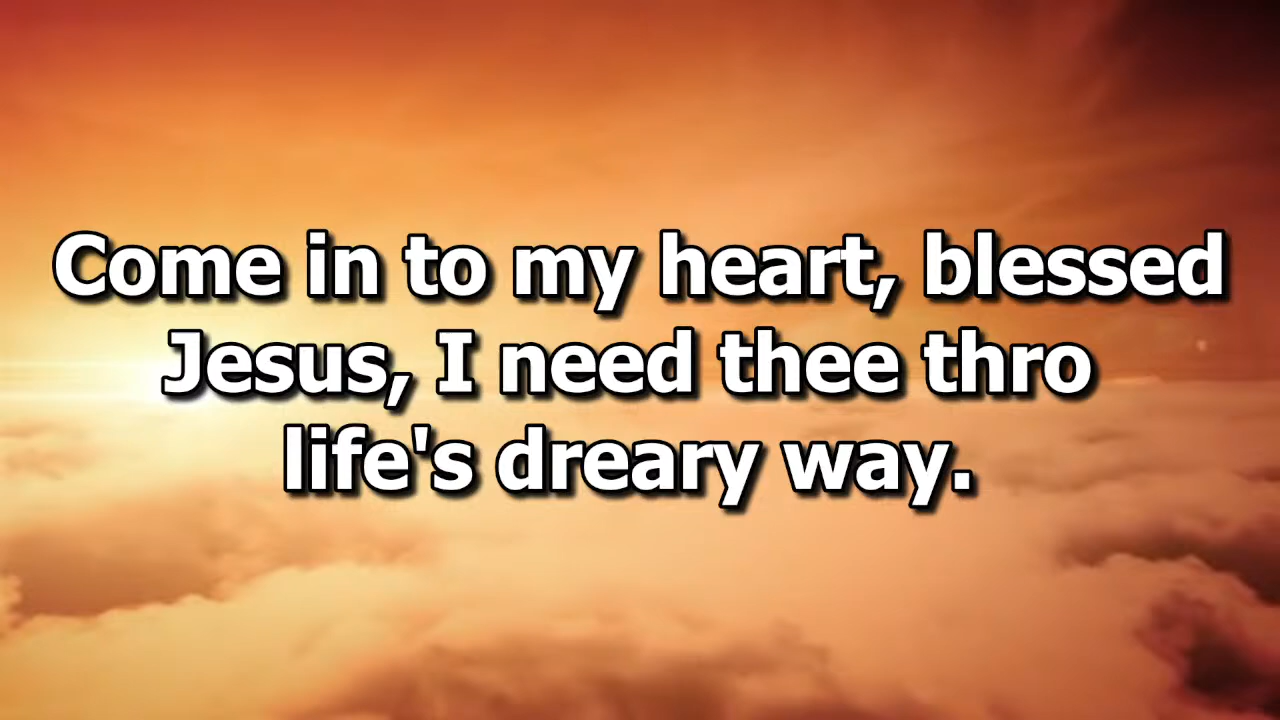 Come in to my heart, blessed
Jesus, I need thee thro
life's dreary way.